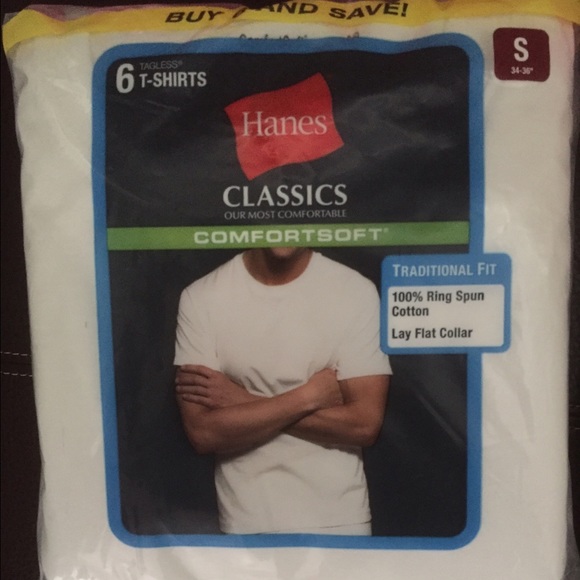 BUY AND SAVE!
S
34-36"
6 TAGLESS®
T-SHIRTS
Hanes
CLASSICS
OUR MOST COMFORTABLE
COMFORTSOFT®
TRADITIONAL FIT
100% Ring Spun
Cotton
Lay Flat Collar